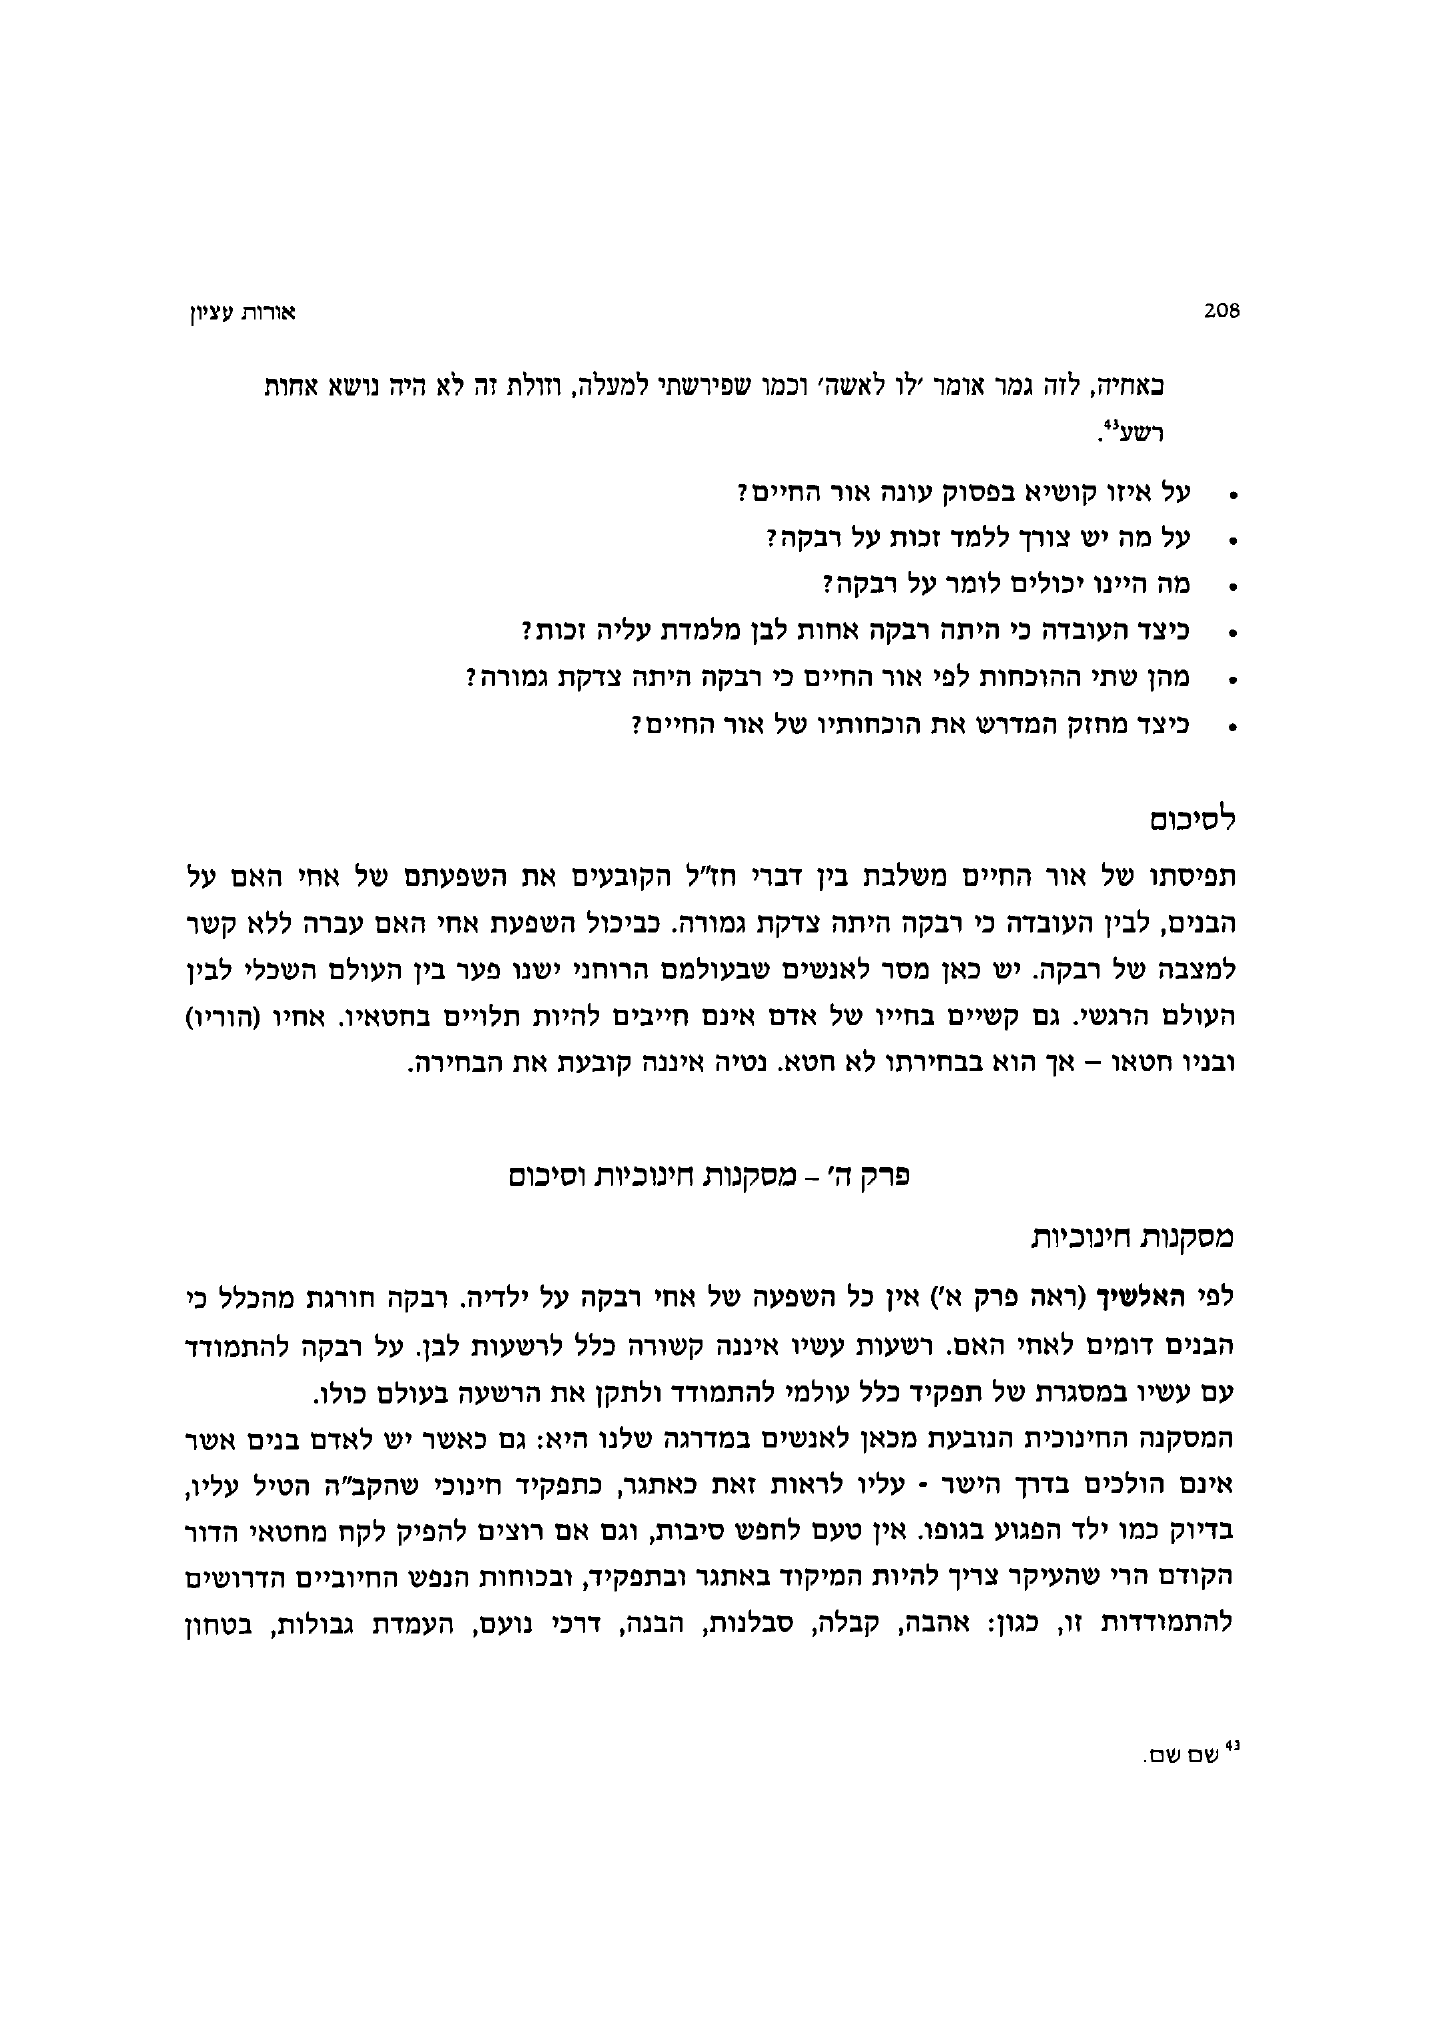 208 אורות עציון
כאחיה, לזה גמר אומר 'לו לאשה' וכמו שפירשתי למעלה, וזולת זה לא היה נושא אחות
רשע43.
• על איזו קושיא בפסוק עונה אור החיים?
• על מה יש צורך ללמד זכות על רבקה?
• מה היינו יכולים לומר על רבקה?
• כיצד העובדה כי היתה רבקה אחות לבן מלמדת עליה זכות?
• מהן שתי ההוכחות לפי אור החיים כי רבקה היתה צדקת גמורה?
• כיצד מחזק המדרש את הוכחותיו של אור החיים?
לסיכום
תפיסתו של אור החיים משלבת בין דברי חז"ל הקובעים את השפעתם של אחי האם על
הבנים, לבין העובדה כי רבקה היתה צדקת גמורה. כביכול השפעת אחי האם עברה ללא קשר
למצבה של רבקה. יש כאן מסר לאנשים שבעולמם הרוחני ישנו פער בין העולם השכלי לבין
העולם הרגשי. גם קשיים בחייו של אדם אינם חייבים להיות תלויים בחטאיו. אחיו (הוריו)
ובניו חטאו – אך הוא בבחירתו לא חטא. נטיה איננה קובעת את הבחירה.
פרק ה' – מסקנות חינוכיות וסיכום
מסקנות חינוכיות
לפי האלשיך (ראה פרק א') אין כל השפעה של אחי רבקה על ילדיה. רבקה חורגת מהכלל כי
הבנים דומים לאחי האם. רשעות עשיו איננה קשורה כלל לרשעות לבן. על רבקה להתמודד
עם עשיו במסגרת של תפקיד כלל עולמי להתמודד ולתקן את הרשעה בעולם כולו.
המסקנה החינוכית הנובעת מכאן לאנשים במדרגה שלנו היא: גם כאשר יש לאדם בנים אשר
אינם הולכים בדרך הישר - עליו לראות זאת כאתגר, כתפקיד חינוכי שהקב"ה הטיל עליו,
בדיוק כמו ילד הפגוע בגופו. אין טעם לחפש סיבות, וגם אם רוצים להפיק לקח מחטאי הדור
הקודם הרי שהעיקר צריך להיות המיקוד באתגר ובתפקיד, ובכוחות הנפש החיוביים הדרושים
להתמודדות זו, כגון: אהבה, קבלה, סבלנות, הבנה, דרכי נועם, העמדת גבולות, בטחון
43 שם שם.